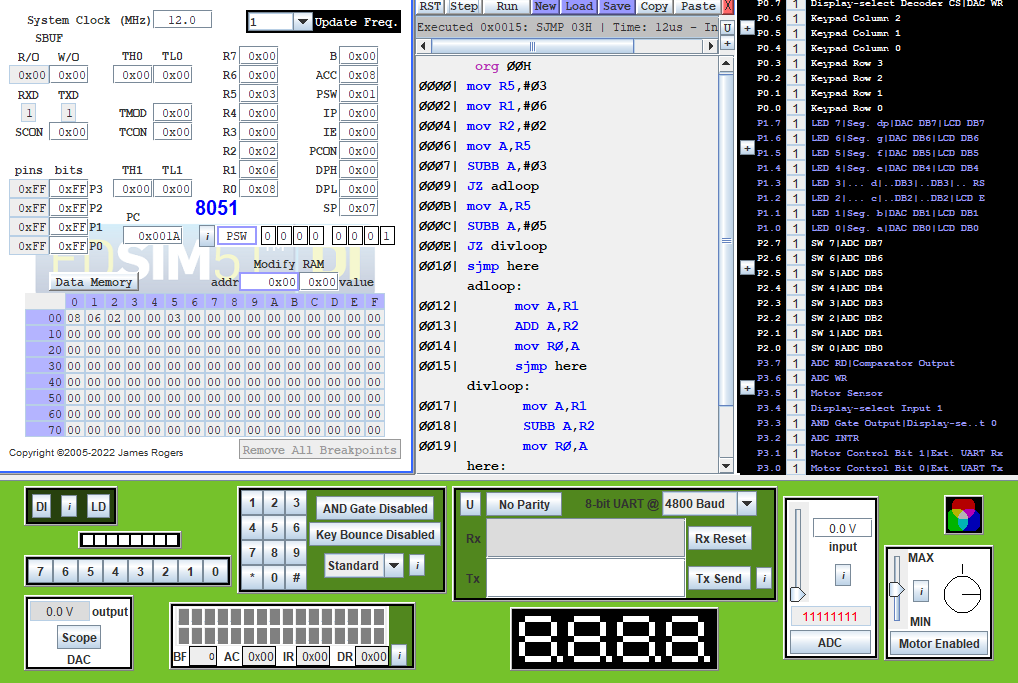 System Clock (MHz) 12.0
1 Update Freq.
SBUF
R/O W/O TH0 TL0 R7 0x00 B 0x00
0x00 0x00 0x00 0x00 R6 0x00 ACC 0x08
RXD TXD R5 0x03 PSW 0x01
1 1 TMOD 0x00 R4 0x00 IP 0x00
SCON 0x00 TCON 0x00 R3 0x00 IE 0x00
R2 0x02 PCON 0x00
pins bits TH1 TL1 R1 0x06 DPH 0x00
0xFF 0xFF P3 0x00 0x00 R0 0x08 DPL 0x00
0xFF 0xFF P2 8051 SP 0x07
0xFF 0xFF P1 PC
0x001A i PSW 0 0 0 0 0 0 0 1
0xFF 0xFF P0
Modify RAM
Data Memory addr 0x00 0x00 value
0 1 2 3 4 5 6 7 8 9 A B C D E F
00 08 06 02 00 00 03 00 00 00 00 00 00 00 00 00 00
10 00 00 00 00 00 00 00 00 00 00 00 00 00 00 00 00
20 00 00 00 00 00 00 00 00 00 00 00 00 00 00 00 00
30 00 00 00 00 00 00 00 00 00 00 00 00 00 00 00 00
40 00 00 00 00 00 00 00 00 00 00 00 00 00 00 00 00
50 00 00 00 00 00 00 00 00 00 00 00 00 00 00 00 00
60 00 00 00 00 00 00 00 00 00 00 00 00 00 00 00 00
70 00 00 00 00 00 00 00 00 00 00 00 00 00 00 00 00
Copyright ©2005-2022 James Rogers Remove All Breakpoints
RST Step Run New Load Save Copy Paste X
Executed 0x0015: SJMP 03H | Time: 12us - In U
org 00H
0000| mov R5,#03
0002| mov R1,#06
0004| mov R2,#02
0006| mov A,R5
0007| SUBB A,#03
0009| JZ adloop
000B| mov A,R5
000C| SUBB A,#05
000E| JZ divloop
0010| sjmp here
adloop:
0012| mov A,R1
0013| ADD A,R2
0014| mov R0,A
0015| sjmp here
divloop:
0017| mov A,R1
0018| SUBB A,R2
0019| mov R0,A
here:
P0.7 1 Display-select Decoder CS|DAC WR
P0.6 1 Keypad Column 2
P0.5 1 Keypad Column 1
P0.4 1 Keypad Column 0
P0.3 1 Keypad Row 3
P0.2 1 Keypad Row 2
P0.1 1 Keypad Row 1
P0.0 1 Keypad Row 0
P1.7 1 LED 7|Seg. dp|DAC DB7|LCD DB7
P1.6 1 LED 6|Seg. g|DAC DB6|LCD DB6
P1.5 1 LED 5|Seg. f|DAC DB5|LCD DB5
P1.4 1 LED 4|Seg. e|DAC DB4|LCD DB4
P1.3 1 LED 3|... d|..DB3|..DB3|.. RS
P1.2 1 LED 2|... c|..DB2|..DB2|LCD E
P1.1 1 LED 1|Seg. b|DAC DB1|LCD DB1
P1.0 1 LED 0|Seg. a|DAC DB0|LCD DB0
P2.7 1 SW 7|ADC DB7
P2.6 1 SW 6|ADC DB6
P2.5 1 SW 5|ADC DB5
P2.4 1 SW 4|ADC DB4
P2.3 1 SW 3|ADC DB3
P2.2 1 SW 2|ADC DB2
P2.1 1 SW 1|ADC DB1
P2.0 1 SW 0|ADC DB0
P3.7 1 ADC RD|Comparator Output
P3.6 1 ADC WR
P3.5 1 Motor Sensor
P3.4 1 Display-select Input 1
P3.3 1 AND Gate Output|Display-se..t 0
P3.2 1 ADC INTR
P3.1 1 Motor Control Bit 1|Ext. UART Rx
P3.0 1 Motor Control Bit 0|Ext. UART Tx
DI i LD
7 6 5 4 3 2 1 0
0.0 V output
Scope
DAC
1 2 3 AND Gate Disabled
4 5 6 Key Bounce Disabled
7 8 9 Standard i
* 0 #
BF 0 AC 0x00 IR 0x00 DR 0x00 i
U No Parity 8-bit UART @ 4800 Baud
Rx Rx Reset
Tx Tx Send i
8.8.8.8.
0.0 V
input
i
11111111
ADC
MAX
i
MIN
Motor Enabled